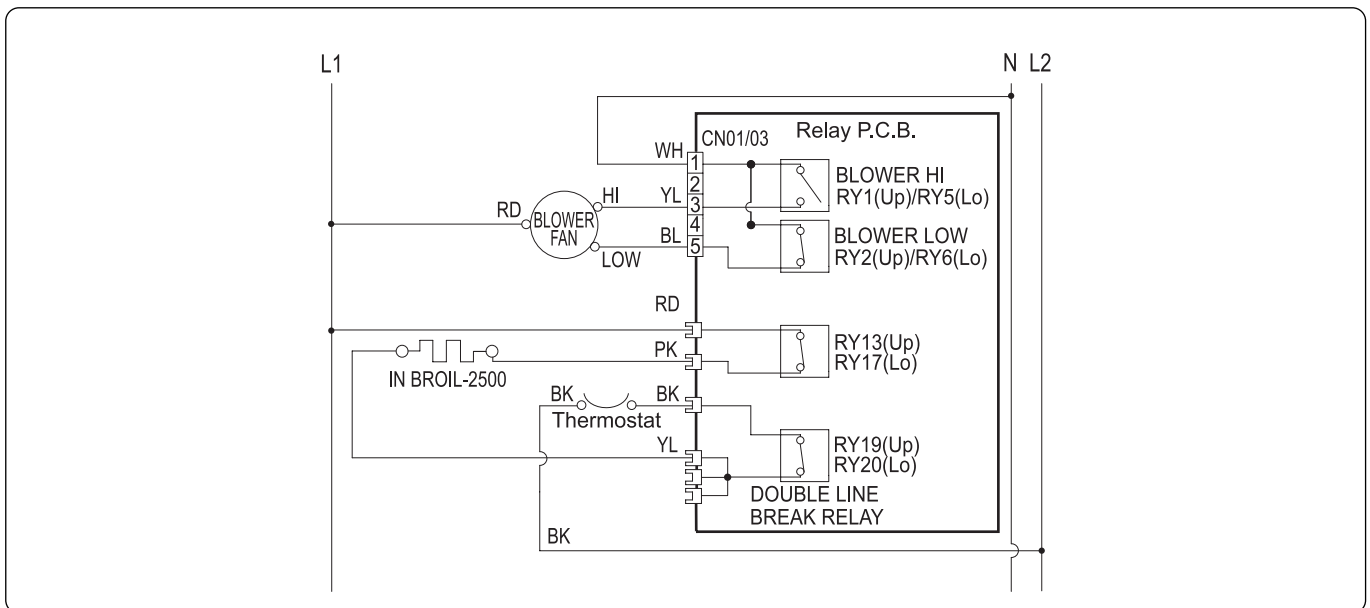 L1
N L2
Relay P.C.B.
CN01/03
WH
1
2
3
4
5
BLOWER HI
RY1(Up)/RY5(Lo)
HI
YL
RD
BLOWER
FAN
BL
LOW
BLOWER LOW
RY2(Up)/RY6(Lo)
RD
PK
RY13(Up)
RY17(Lo)
IN BROIL-2500
BK
BK
Thermostat
YL
RY19(Up)
RY20(Lo)
DOUBLE LINE
BREAK RELAY
BK